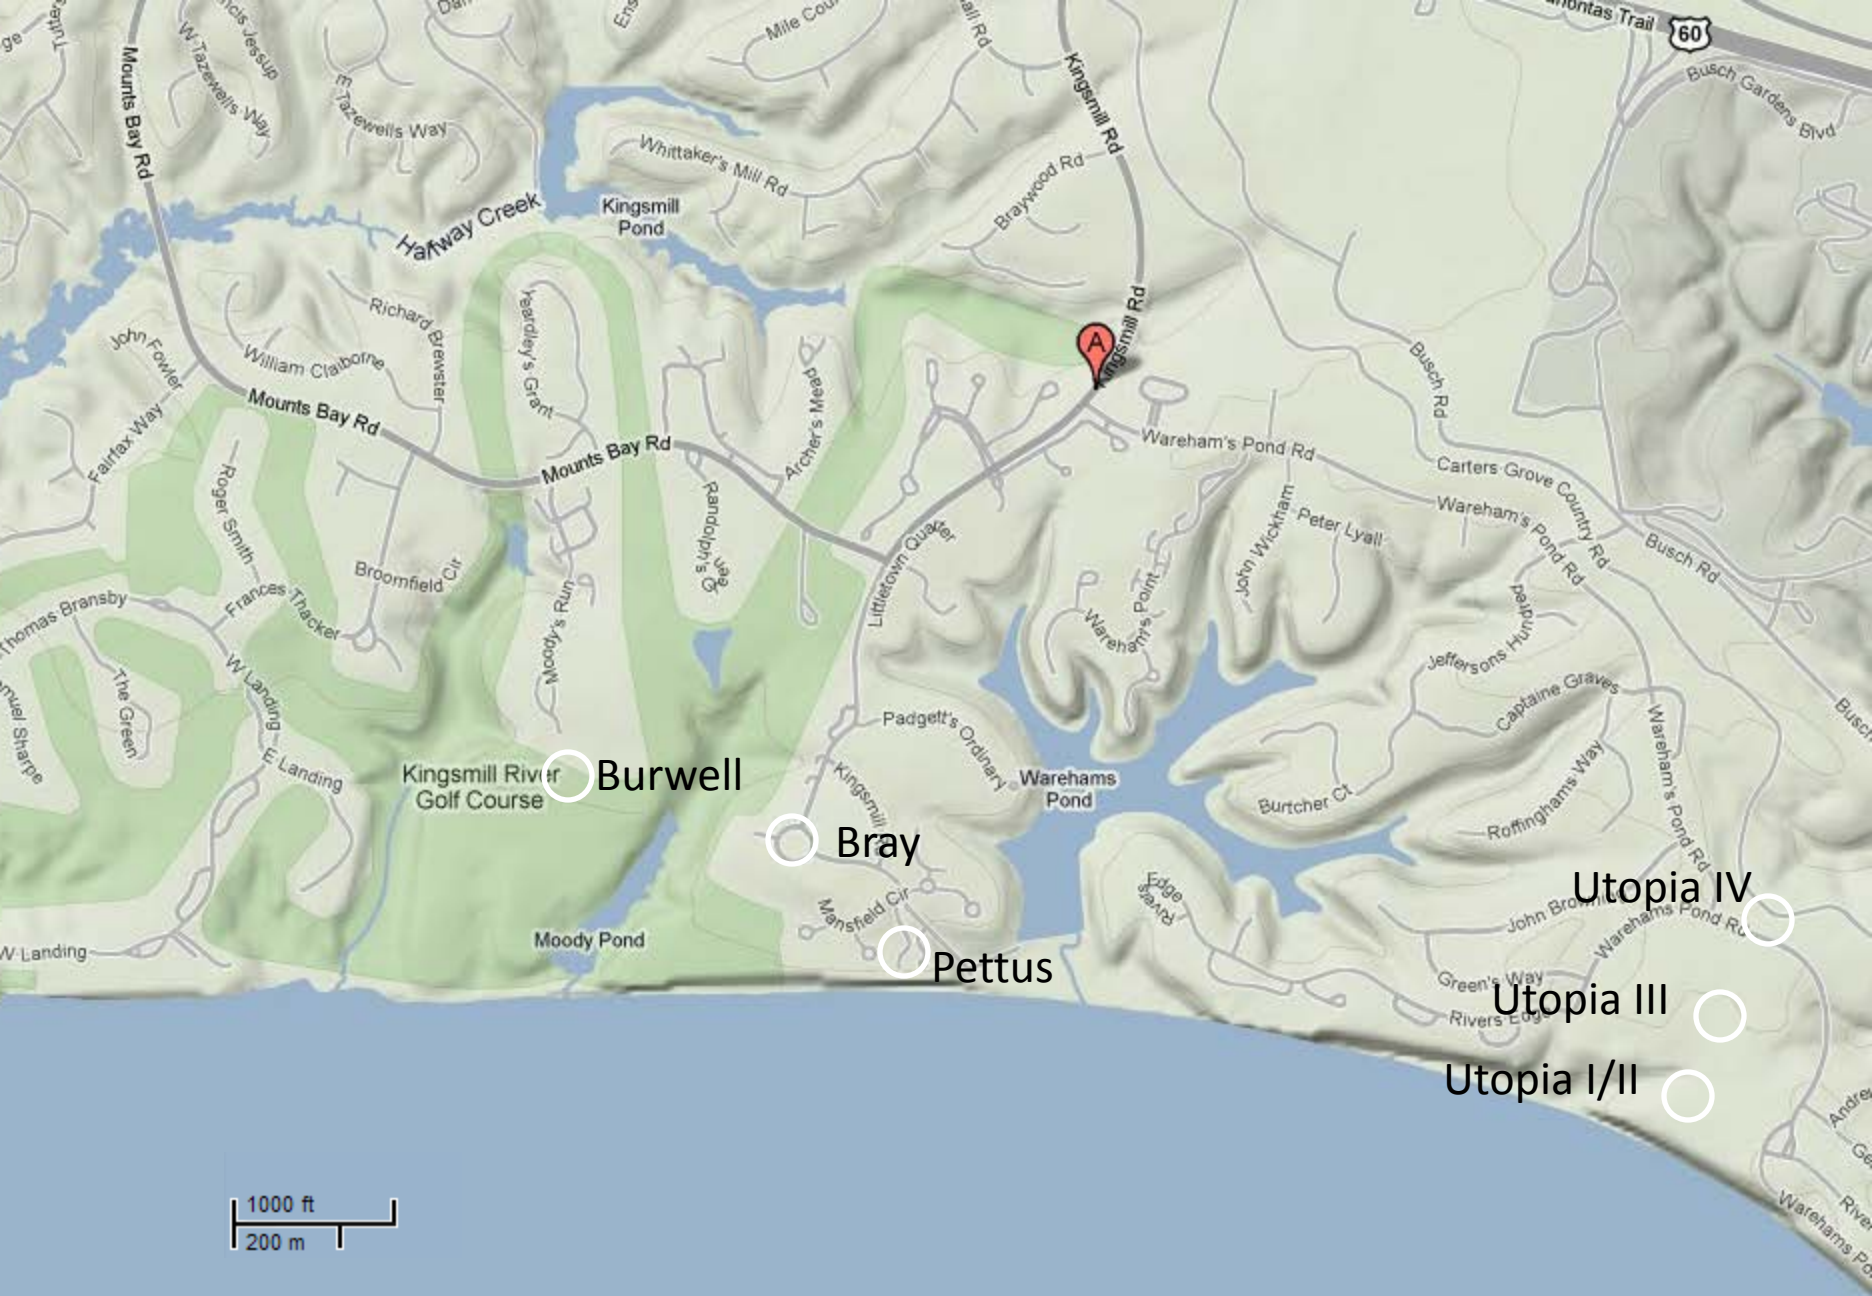 Mounts Bay Rd
W Tazewells Way
E Tazewells Way
Kingsmill Rd
60
Busch Gardens Blvd
Whittaker's Mill Rd
Braywood Rd
Halfway Creek
Kingsmill
Pond
Richard Brewster
Yeardley's Grant
John Fowler
William Claiborne
A
Kingsmill Rd
Busch Rd
Mounts Bay Rd
Fairfax Way
Archer's Mead
Mounts Bay Rd
Wareham's Pond Rd
Carters Grove Country Rd
Roger Smith
Randolph's Green
Littletown Quarter
John Wickham
Peter Lyall
Wareham's Pond Rd
Busch Rd
Broomfield Cir
Frances Thacker
Moody's Run
Wareham's Point
Jeffersons Hundred
Thomas Bransby
W Landing
The Green
Captaine Graves
Padgett's Ordinary
Wareham's Pond Rd
E Landing
Kingsmill River
Golf Course
Burwell
Kingsmill
Warehams
Pond
Burtcher Ct
Roffinghams Way
Bray
Mansfield Cir
Rivers Edge
Utopia IV
Warehams Pond Rd
W Landing
Moody Pond
Pettus
Green's Way
Utopia III
Rivers Edge
Utopia I/II
1000 ft
200 m